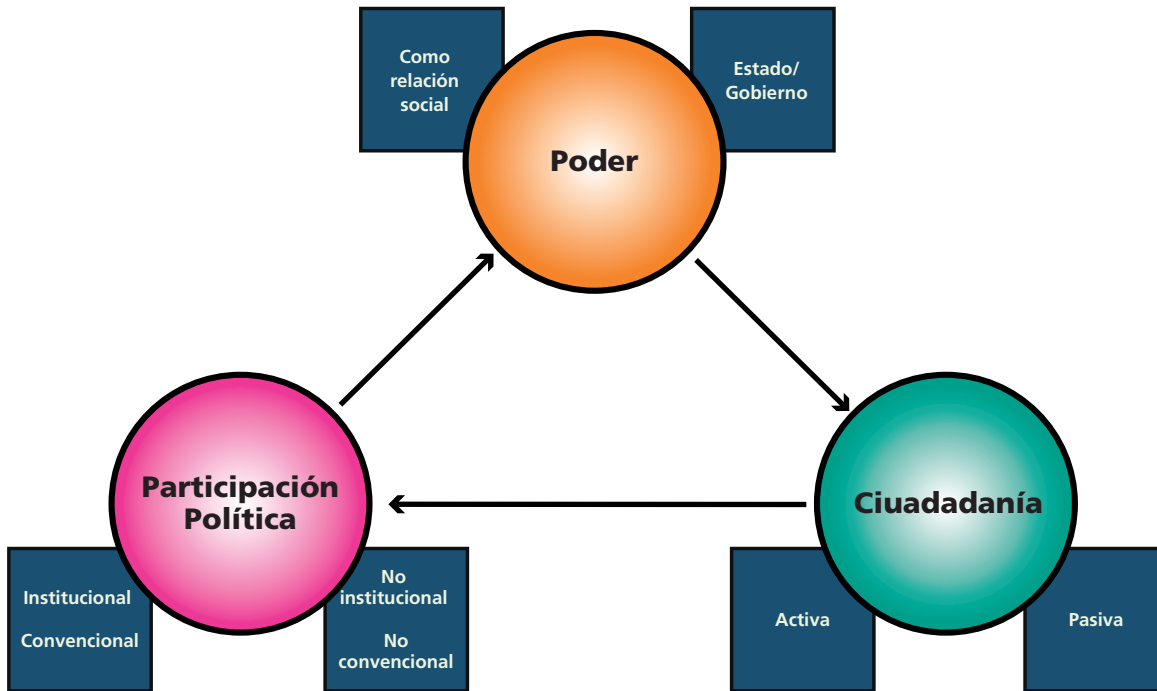 Como
relación
social
Estado/
Gobierno
Poder
Participación
Política
Ciuadadanía
Institucional
Convencional
No
institucional
No
convencional
Activa
Pasiva